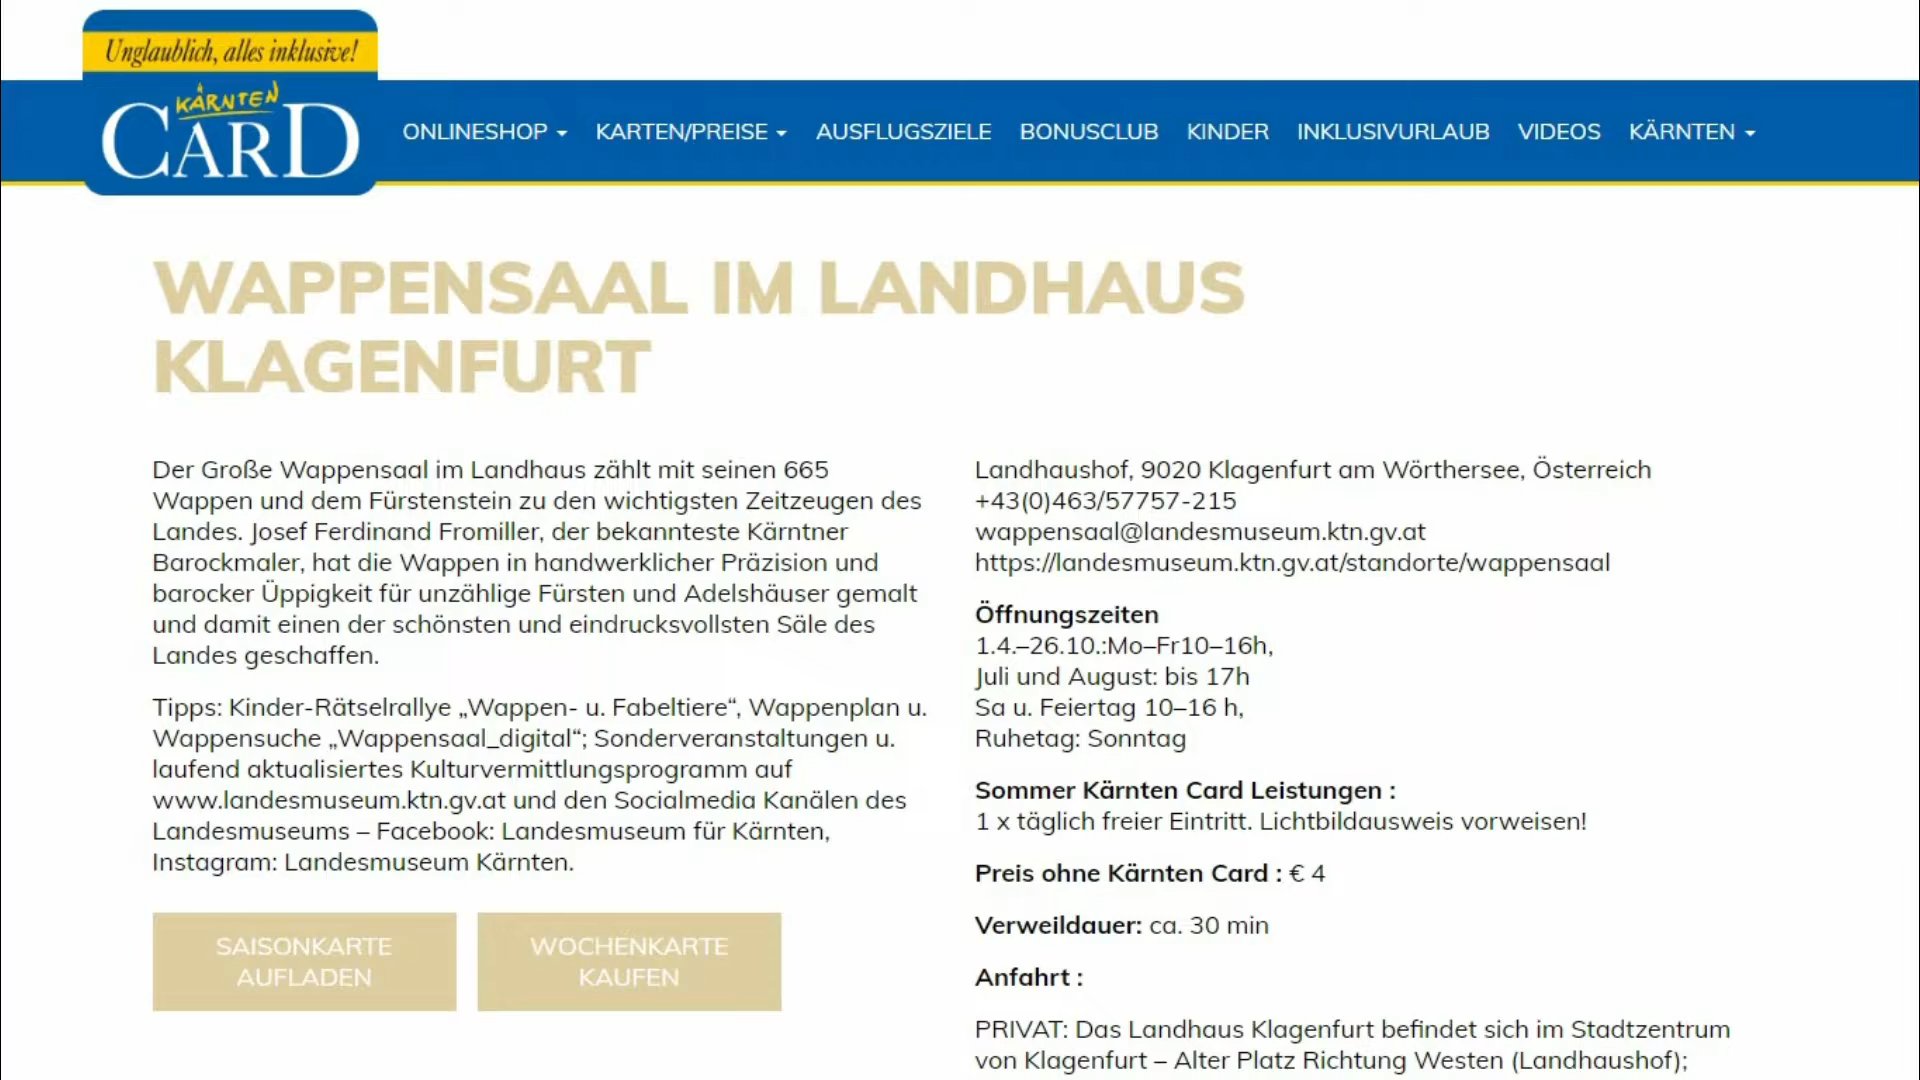 Unglaublich, alles inklusive!
KÄRNTEN
CARD
ONLINESHOP KARTEN/PREISE AUSFLUGSZIELE BONUSCLUB KINDER INKLUSIVURLAUB VIDEOS KÄRNTEN
WAPPENSAAL IM LANDHAUS
KLAGENFURT
Der Große Wappensaal im Landhaus zählt mit seinen 665
Wappen und dem Fürstenstein zu den wichtigsten Zeitzeugen des
Landes. Josef Ferdinand Fromiller, der bekannteste Kärntner
Barockmaler, hat die Wappen in handwerklicher Präzision und
barocker Üppigkeit für unzählige Fürsten und Adelshäuser gemalt
und damit einen der schönsten und eindrucksvollsten Säle des
Landes geschaffen.
Tipps: Kinder-Rätselrallye „Wappen- u. Fabeltiere“, Wappenplan u.
Wappensuche „Wappensaal_digital“; Sonderveranstaltungen u.
laufend aktualisiertes Kulturvermittlungsprogramm auf
www.landesmuseum.ktn.gv.at und den Socialmedia Kanälen des
Landesmuseums – Facebook: Landesmuseum für Kärnten,
Instagram: Landesmuseum Kärnten.
SAISONKARTE
AUFLADEN
WOCHENKARTE
KAUFEN
Landhaushof, 9020 Klagenfurt am Wörthersee, Österreich
+43(0)463/57757-215
wappensaal@landesmuseum.ktn.gv.at
https://landesmuseum.ktn.gv.at/standorte/wappensaal
Öffnungszeiten
1.4.–26.10.:Mo–Fr10–16h,
Juli und August: bis 17h
Sa u. Feiertag 10–16 h,
Ruhetag: Sonntag
Sommer Kärnten Card Leistungen :
1 x täglich freier Eintritt. Lichtbildausweis vorweisen!
Preis ohne Kärnten Card : € 4
Verweildauer: ca. 30 min
Anfahrt :
PRIVAT: Das Landhaus Klagenfurt befindet sich im Stadtzentrum
von Klagenfurt – Alter Platz Richtung Westen (Landhaushof);